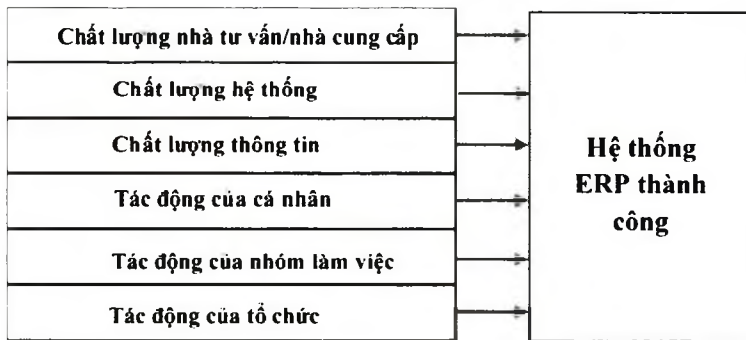 Chất lượng nhà tư vấn/nhà cung cấp
Chất lượng hệ thống
Chất lượng thông tin
Tác động của cá nhân
Tác động của nhóm làm việc
Tác động của tổ chức
Hệ thống
ERP thành
công